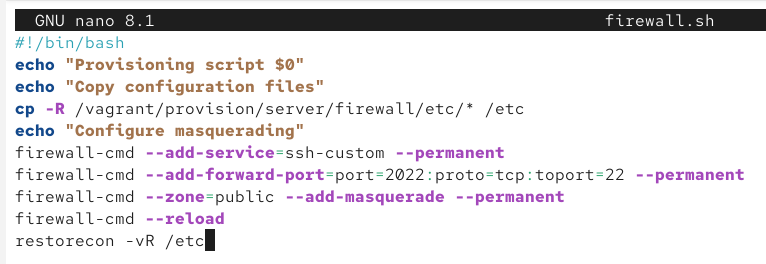 GNU nano 8.1 firewall.sh
#!/bin/bash
echo "Provisioning script $0"
echo "Copy configuration files"
cp -R /vagrant/provision/server/firewall/etc/* /etc
echo "Configure masquerading"
firewall-cmd --add-service=ssh-custom --permanent
firewall-cmd --add-forward-port=port=2022:proto=tcp:toport=22 --permanent
firewall-cmd --zone=public --add-masquerade --permanent
firewall-cmd --reload
restorecon -vR /etc